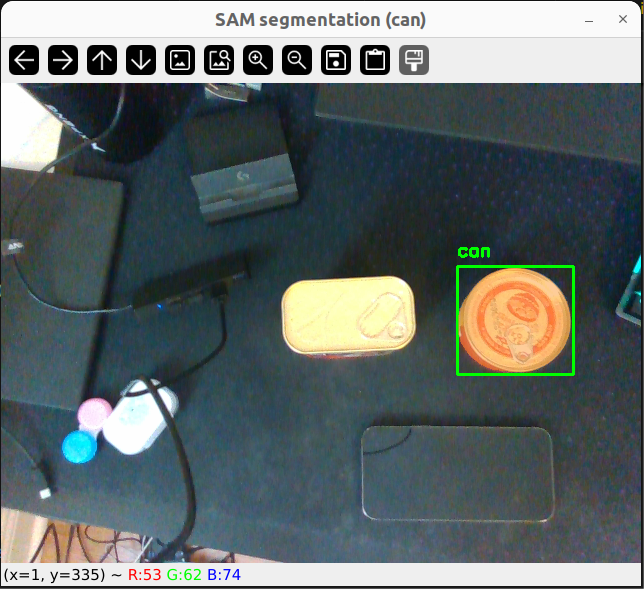 SAM segmentation (can)
can
(x=1, y=335) ~ R:53 G:62 B:74